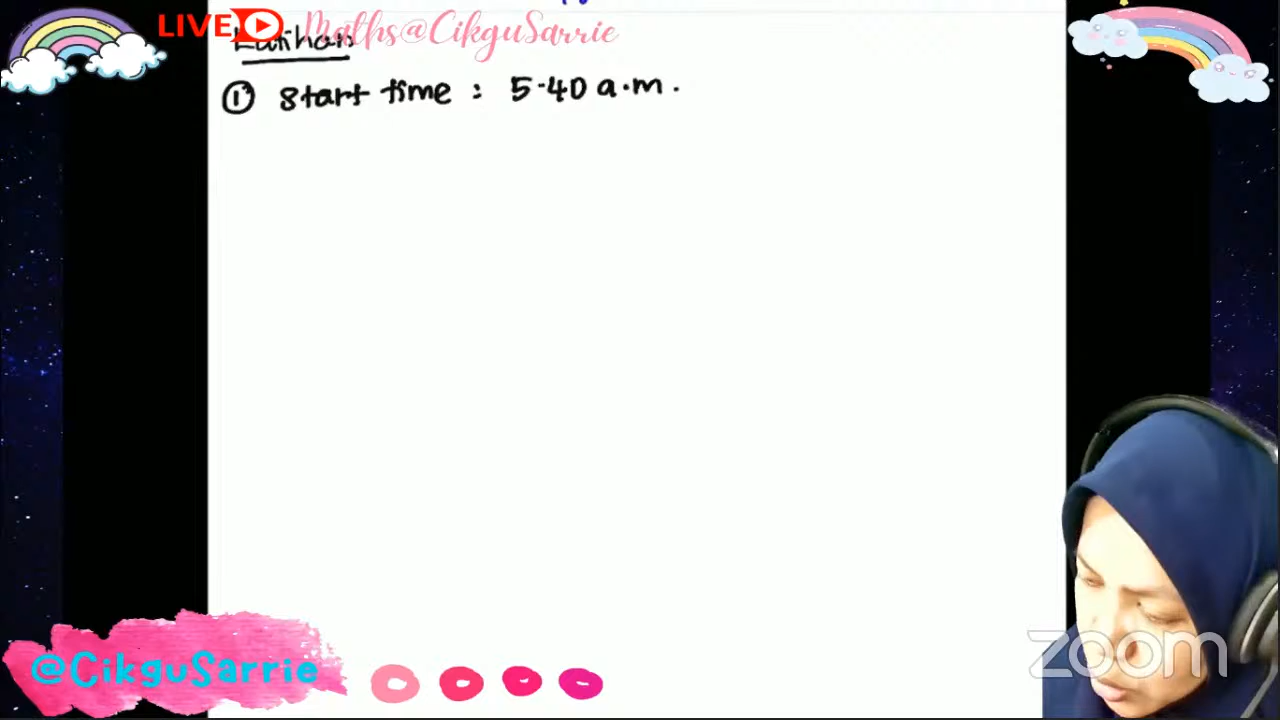 LIVE Maths@CikguSarrie
Latihan
① Start time : 5.40 a.m.
@CikguSarrie
zoom